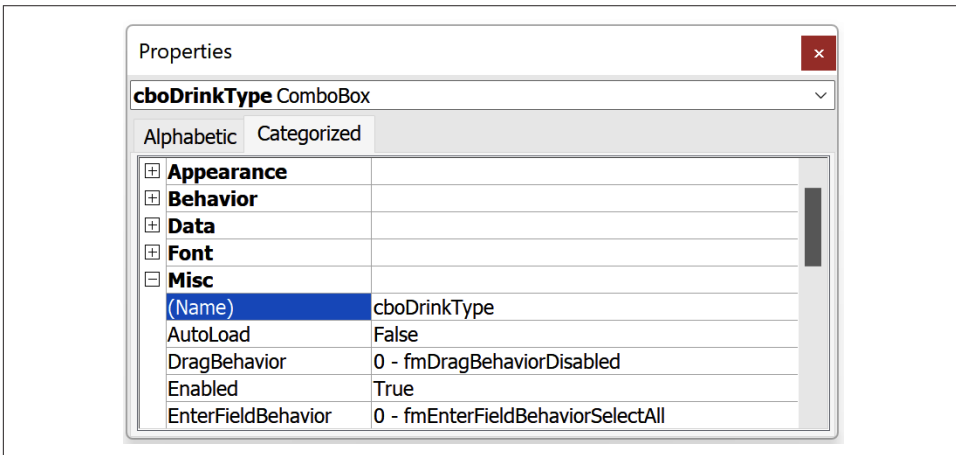 Properties
cboDrinkType ComboBox
Alphabetic Categorized
Appearance
Behavior
Data
Font
Misc
(Name) cboDrinkType
AutoLoad False
DragBehavior 0 - fmDragBehaviorDisabled
Enabled True
EnterFieldBehavior 0 - fmEnterFieldBehaviorSelectAll